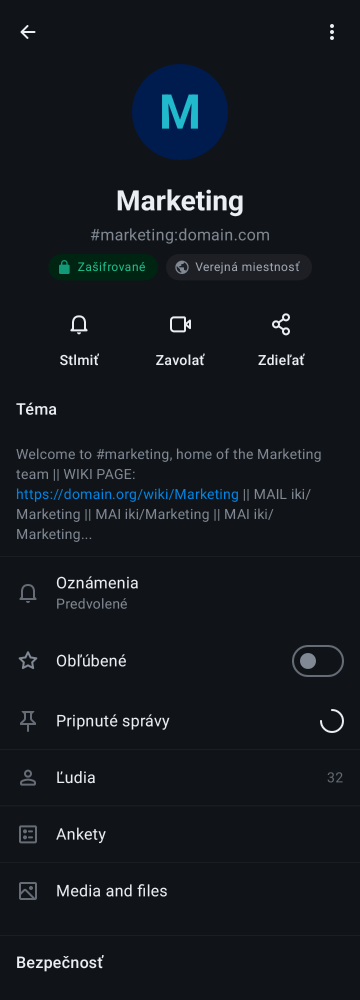 M
Marketing
#marketing:domain.com
Zašifrované
Verejná miestnosť
Stlmiť
Zavolať
Zdieľať
Téma
Welcome to #marketing, home of the Marketing
team || WIKI PAGE:
https://domain.org/wiki/Marketing || MAIL iki/
Marketing || MAI iki/Marketing || MAI iki/
Marketing...
Oznámenia
Predvolené
Obľúbené
Pripnuté správy
Ľudia
32
Ankety
Media and files
Bezpečnosť